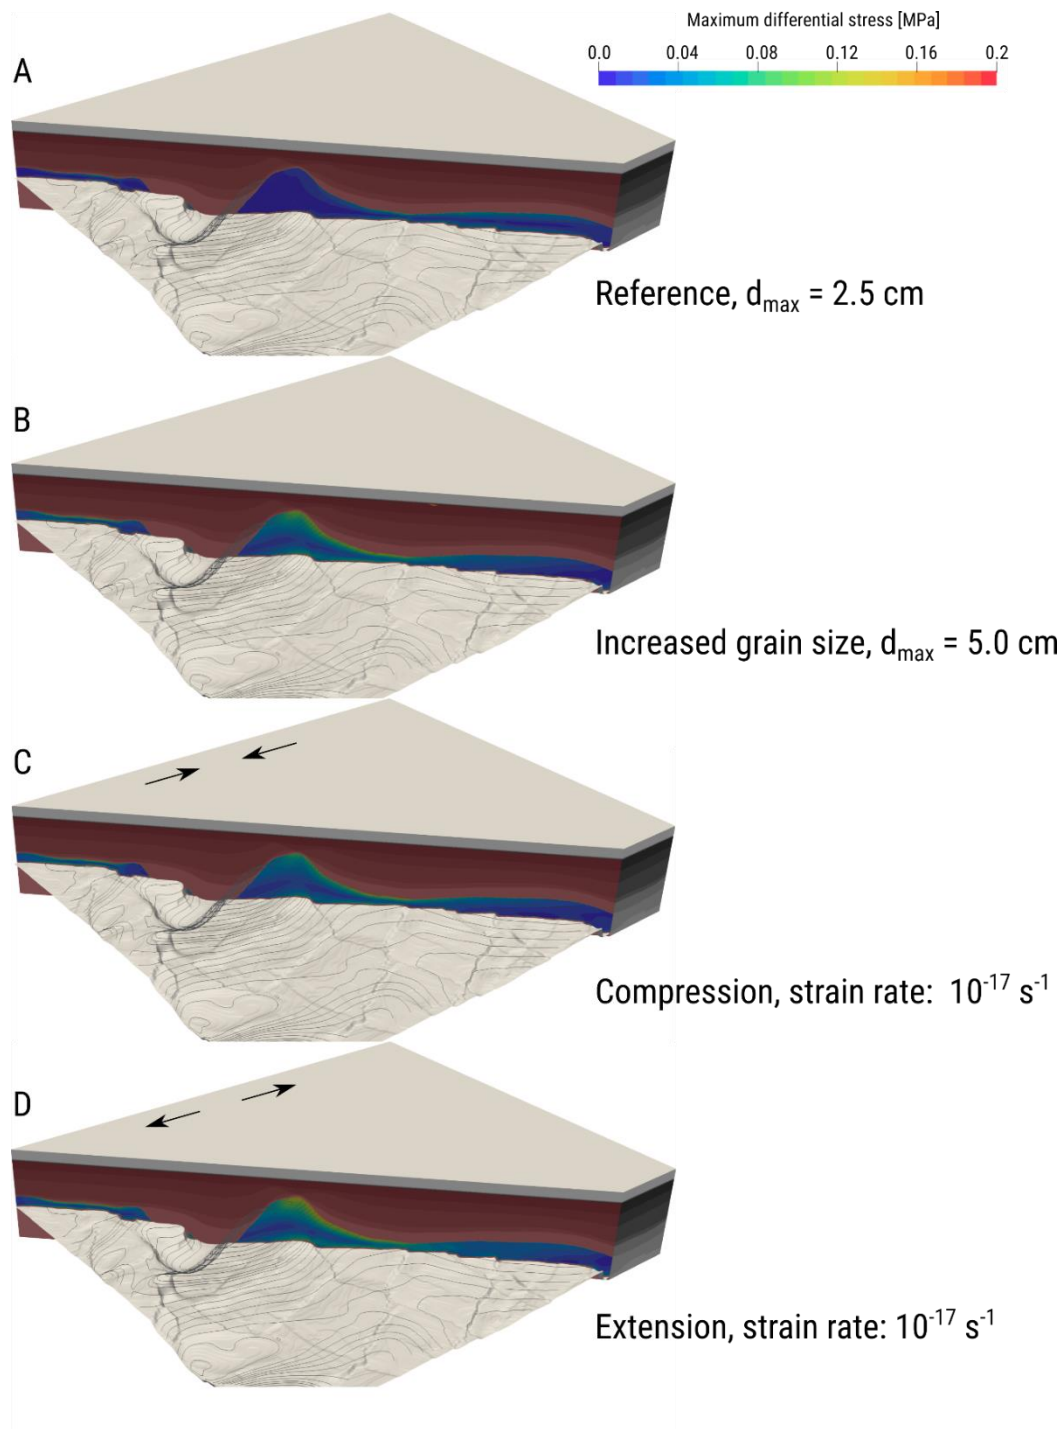 Maximum differential stress [MPa]
0.0 0.04 0.08 0.12 0.16 0.2
A
Reference, dmax = 2.5 cm
B
Increased grain size, dmax = 5.0 cm
C
Compression, strain rate: 10-17 s-1
D
Extension, strain rate: 10-17 s-1